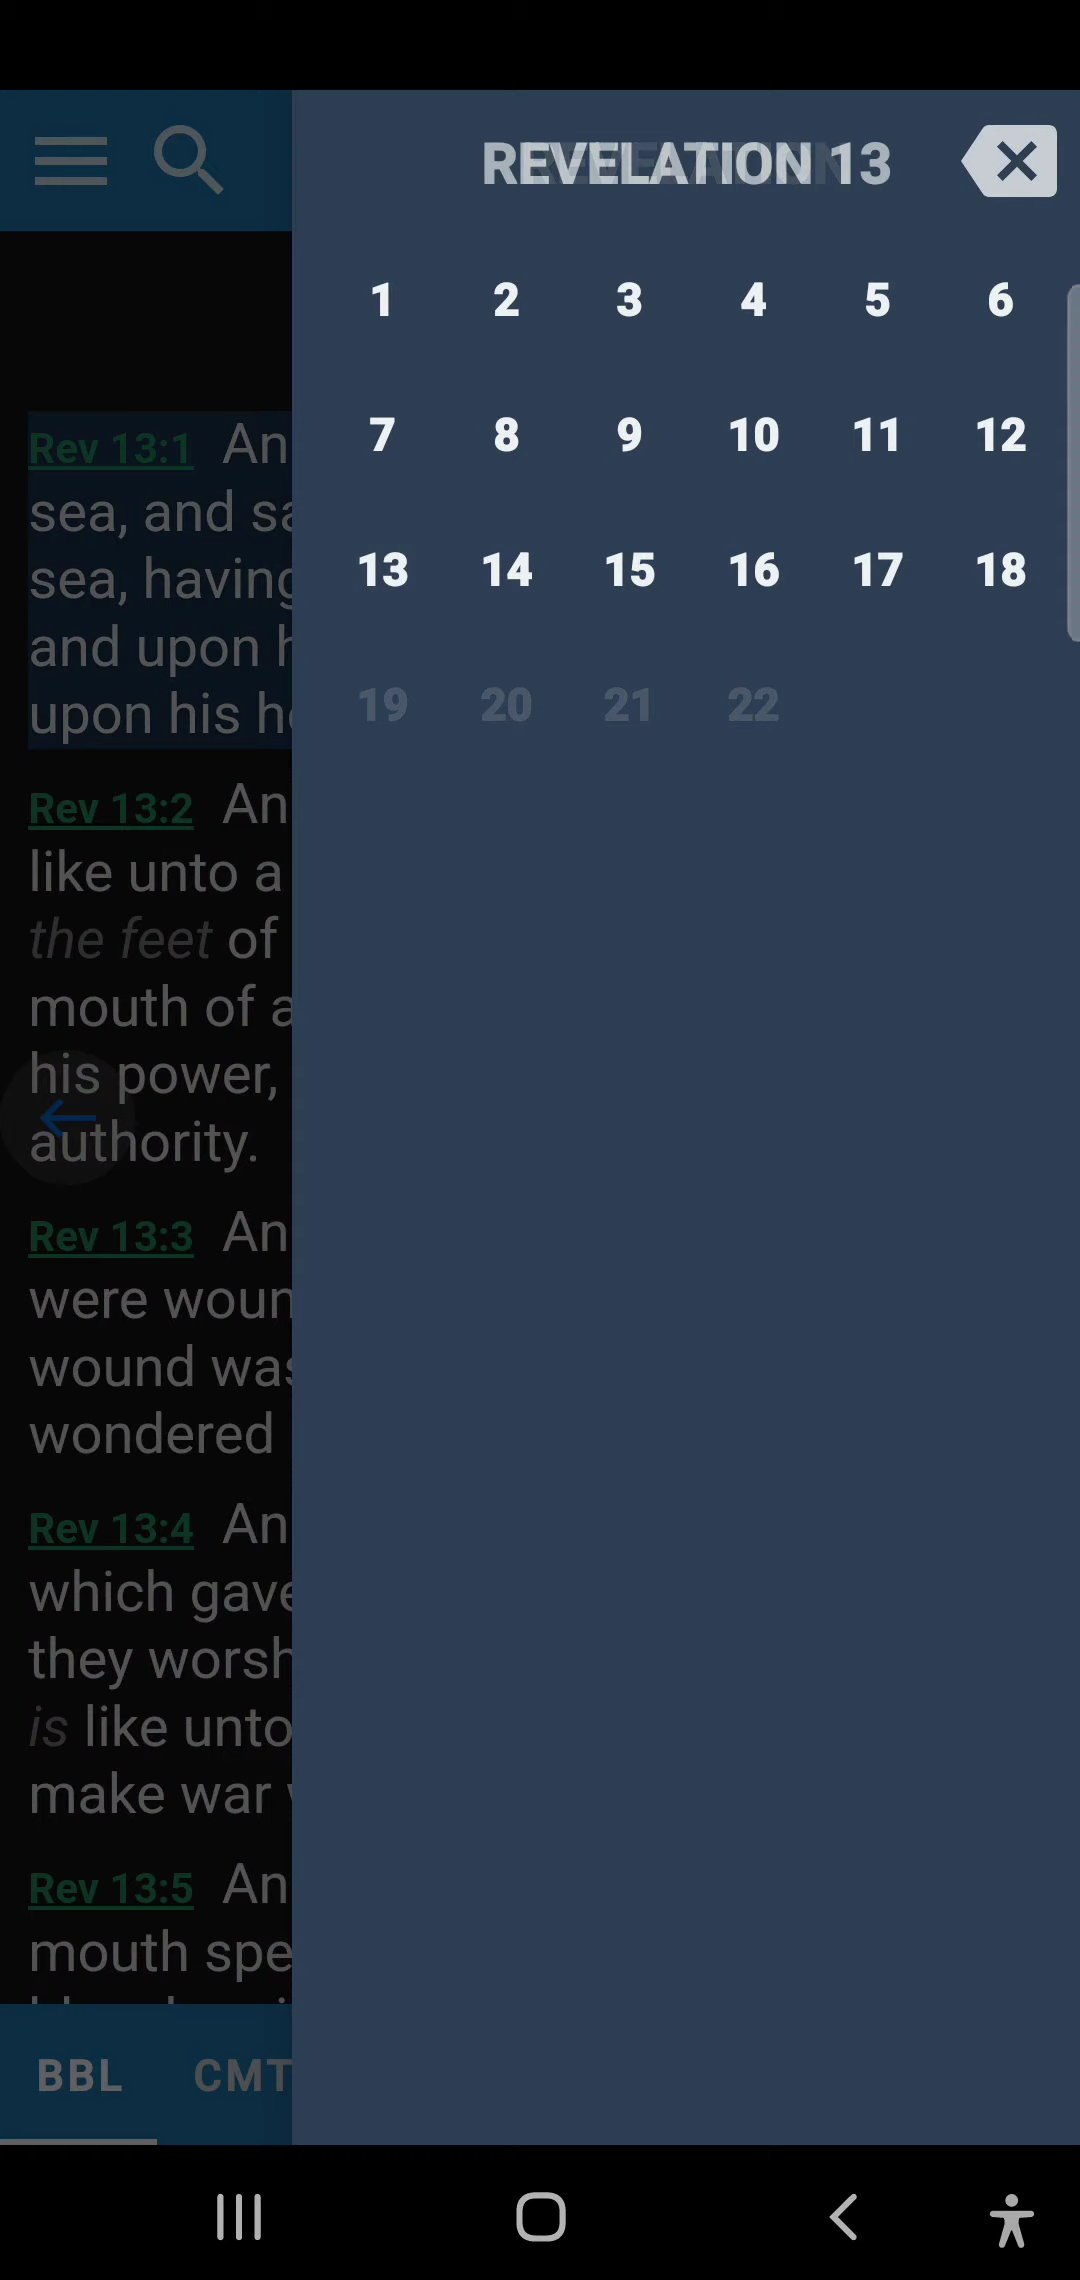 REVELATION 13
1 2 3 4 5 6
7 8 9 10 11 12
13 14 15 16 17 18
19 20 21 22
Rev 13:1 An
sea, and sa
sea, having
and upon h
upon his he
Rev 13:2 An
like unto a
the feet of
mouth of a
his power,
authority.
Rev 13:3 An
were woun
wound was
wondered
Rev 13:4 An
which gave
they worsh
is like unto
make war
Rev 13:5 An
mouth spe
BBL CMT